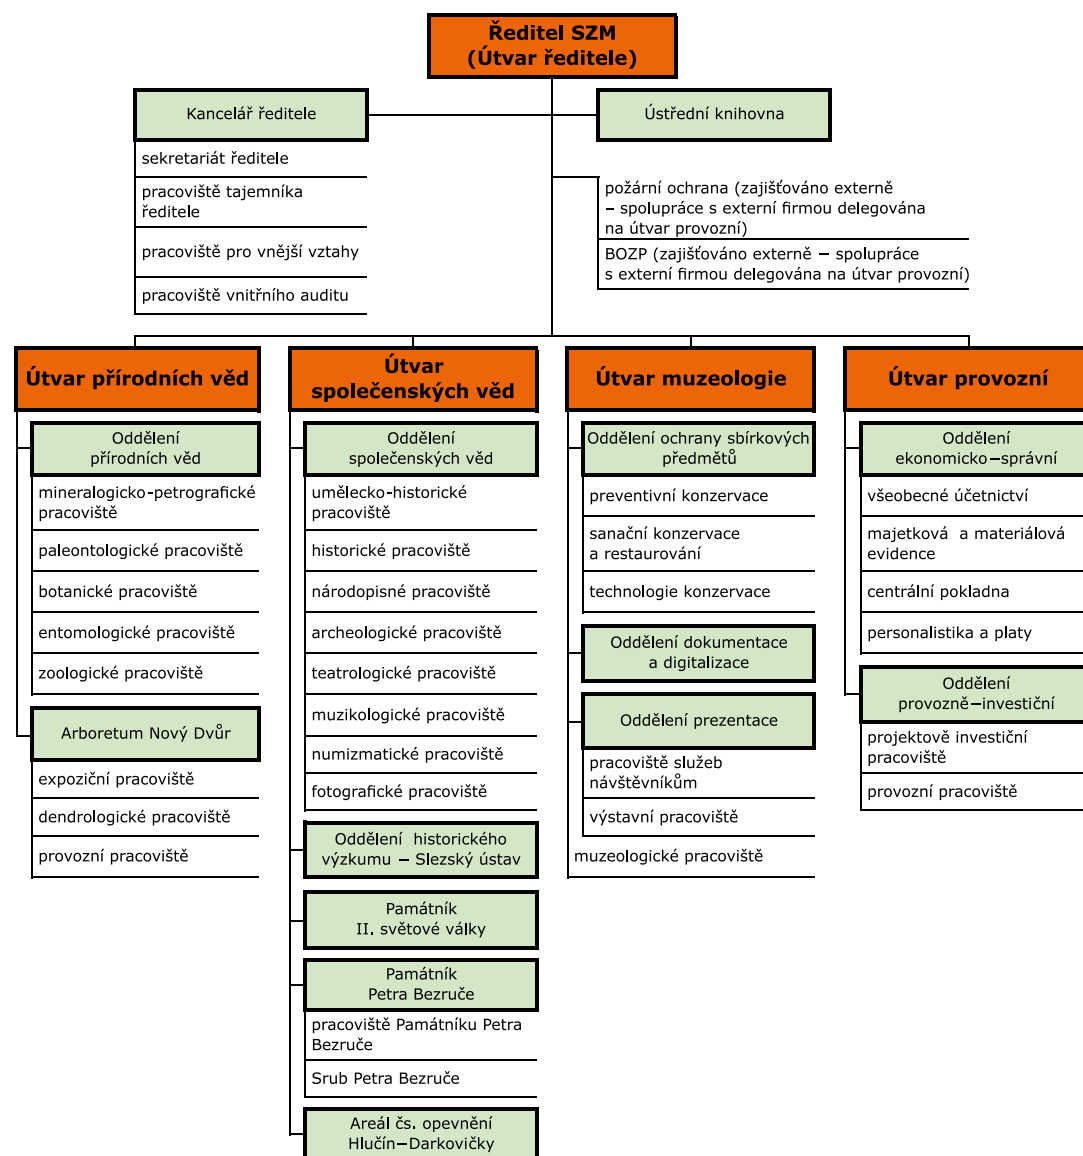 Ředitel SZM
(Útvar ředitele)
Kancelář ředitele
sekretariát ředitele
pracoviště tajemníka
ředitele
pracoviště pro vnější vztahy
pracoviště vnitřního auditu
Ústřední knihovna
požární ochrana (zajišťováno externě
– spolupráce s externí firmou delegována
na útvar provozní)
BOZP (zajišťováno externě – spolupráce
s externí firmou delegována na útvar provozní)
Útvar přírodních věd
Oddělení
přírodních věd
mineralogicko-petrografické
pracoviště
paleontologické pracoviště
botanické pracoviště
entomologické pracoviště
zoologické pracoviště
Arboretum Nový Dvůr
expoziční pracoviště
dendrologické pracoviště
provozní pracoviště
Útvar
společenských věd
Oddělení
společenských věd
umělecko-historické
pracoviště
historické pracoviště
národopisné pracoviště
archeologické pracoviště
teatrologické pracoviště
muzikologické pracoviště
numizmatické pracoviště
fotografické pracoviště
Oddělení historického
výzkumu – Slezský ústav
Památník
II. světové války
Památník
Petra Bezruče
pracoviště Památníku Petra
Bezruče
Srub Petra Bezruče
Areál čs. opevnění
Hlučín–Darkovičky
Útvar muzeologie
Oddělení ochrany sbírkových
předmětů
preventivní konzervace
sanační konzervace
a restaurování
technologie konzervace
Oddělení dokumentace
a digitalizace
Oddělení prezentace
pracoviště služeb
návštěvníkům
výstavní pracoviště
muzeologické pracoviště
Útvar provozní
Oddělení
ekonomicko–správní
všeobecné účetnictví
majetková a materiálová
evidence
centrální pokladna
personalistika a platy
Oddělení
provozně–investiční
projektově investiční
pracoviště
provozní pracoviště